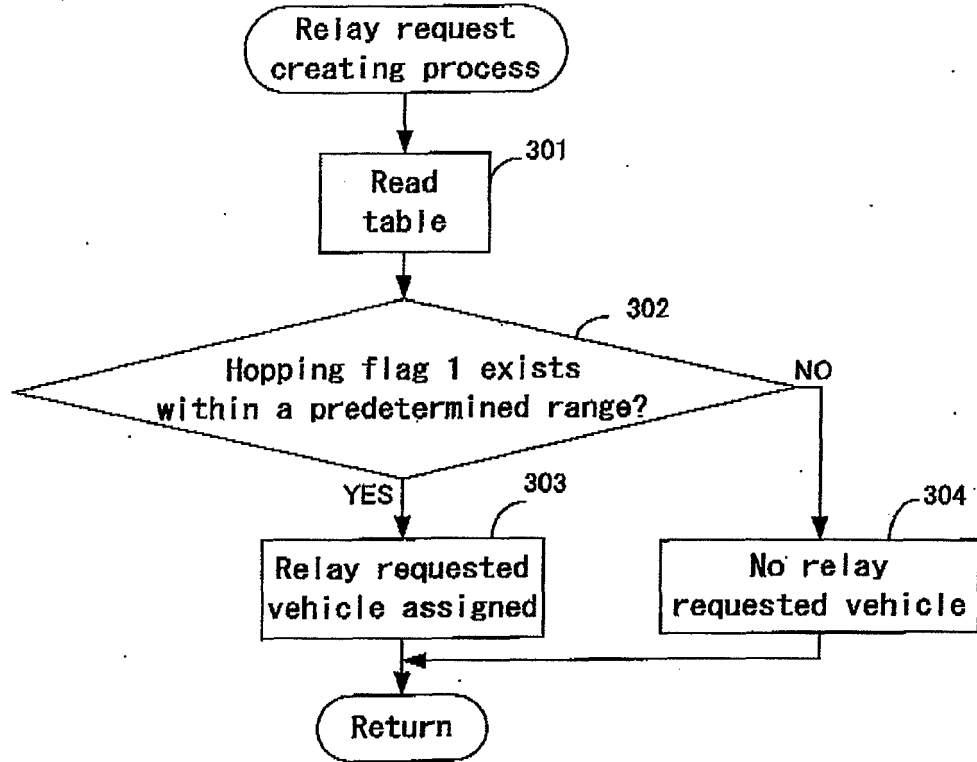 Relay request
creating process
301
Read
table
302
Hopping flag 1 exists
within a predetermined range?
NO
YES
303
304
Relay requested
vehicle assigned
No relay
requested vehicle
Return